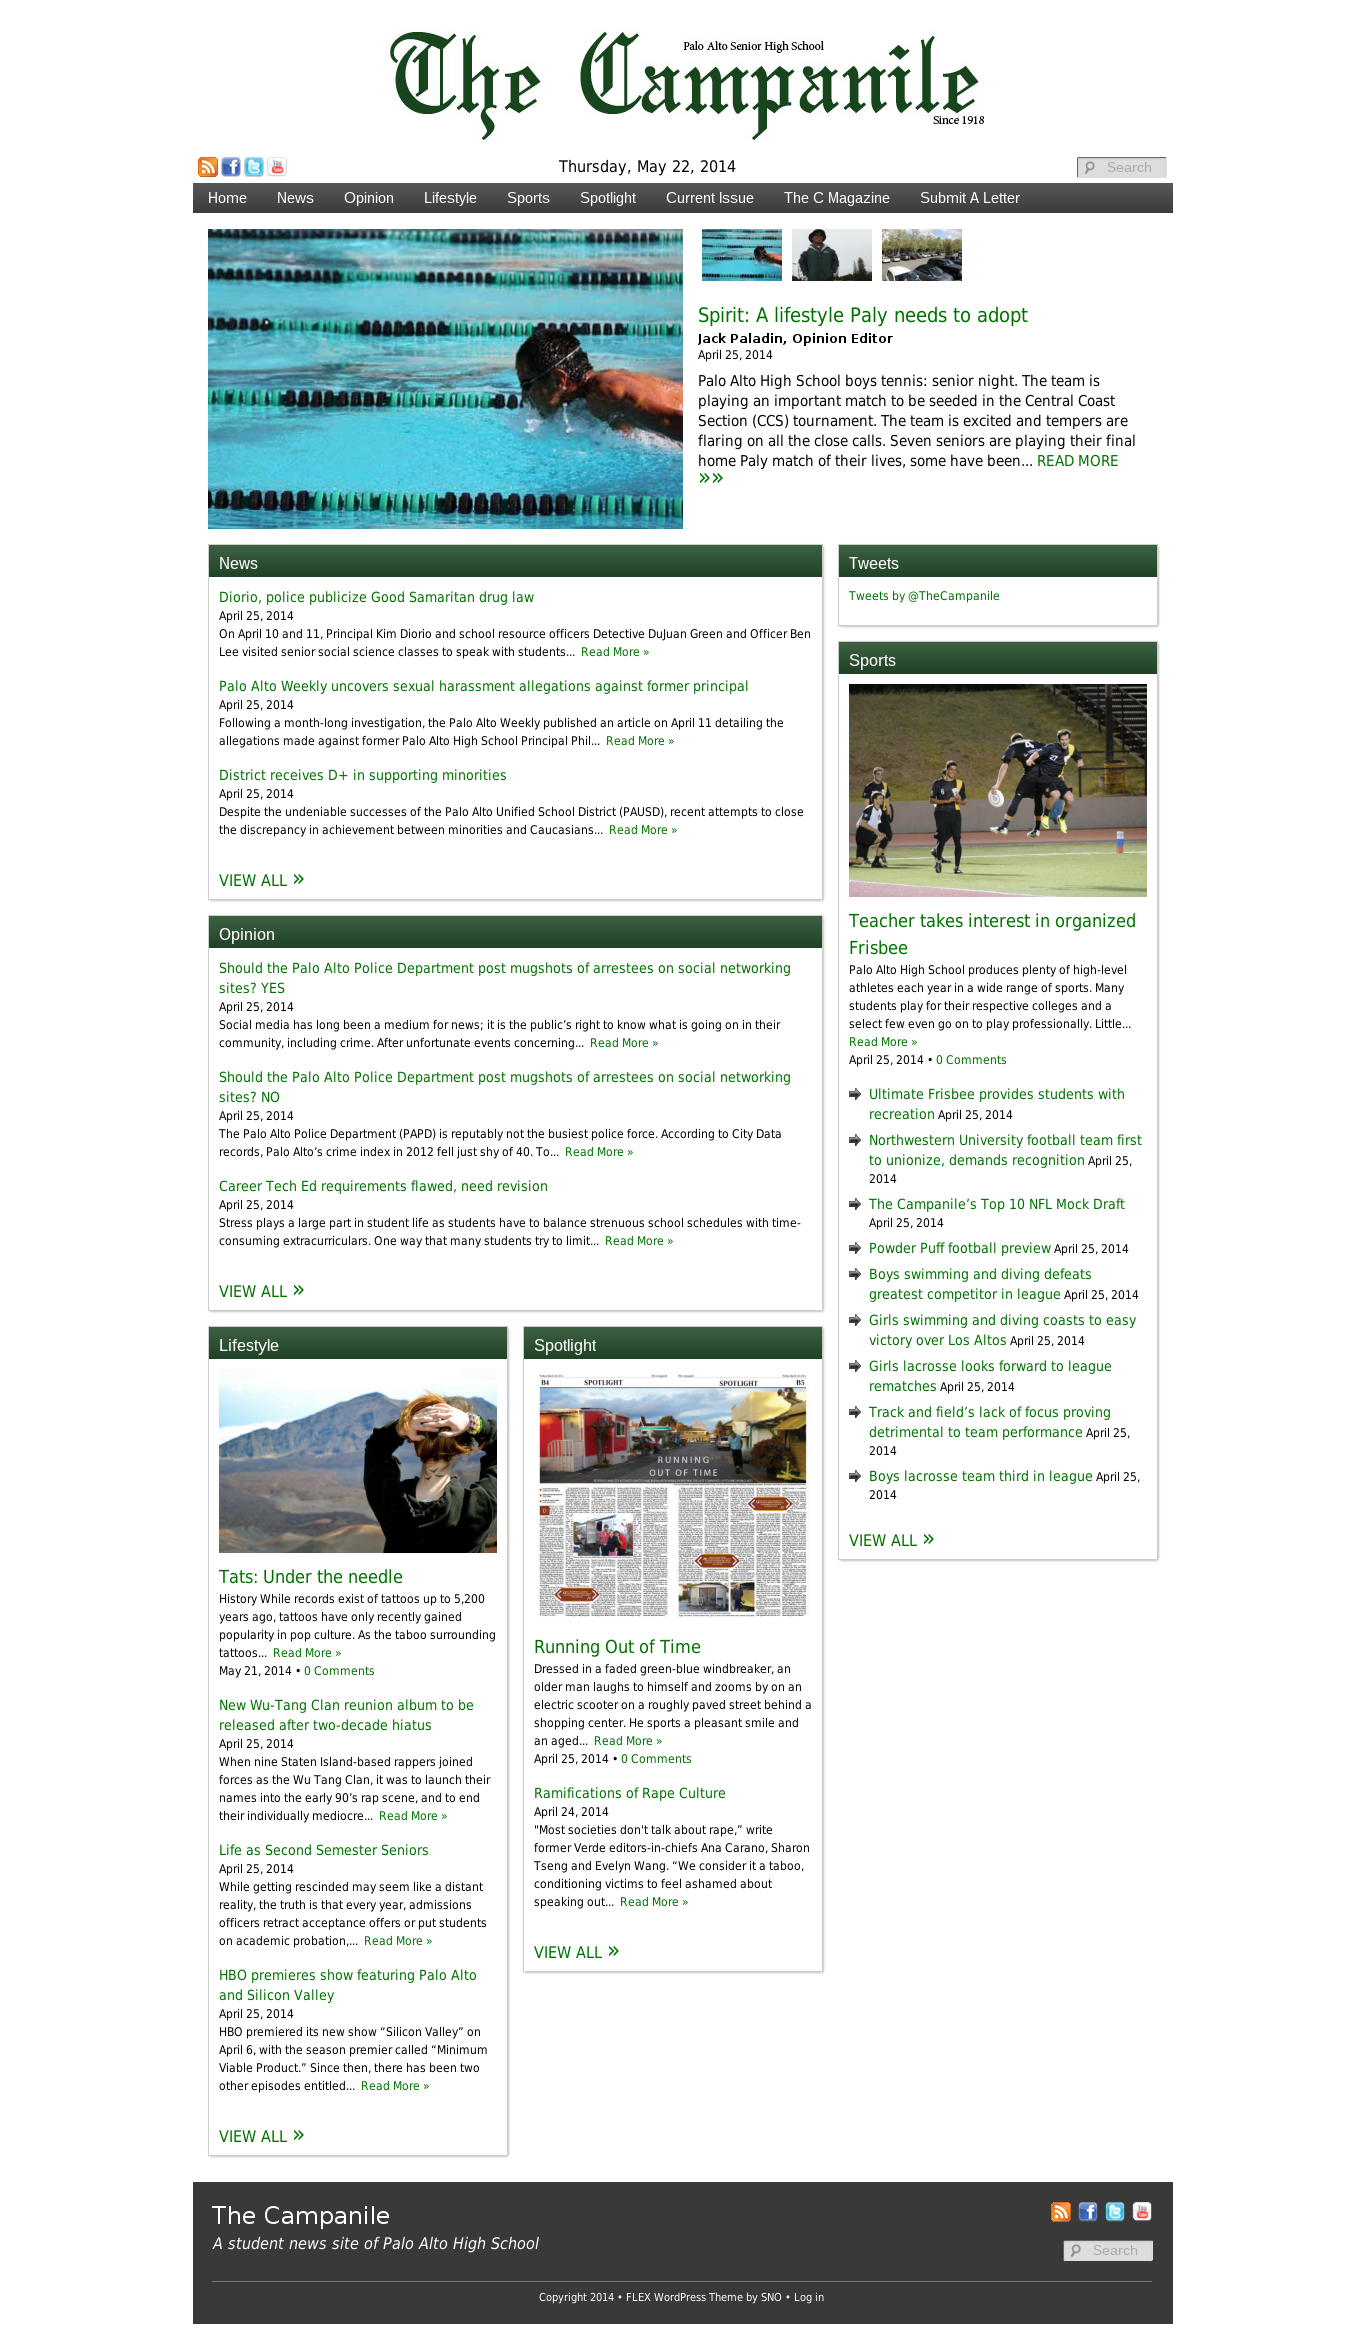 Palo Alto Senior High School
The Campanile
Since 1918
Thursday, May 22, 2014
Search
Home News Opinion Lifestyle Sports Spotlight Current Issue The C Magazine Submit A Letter
Spirit: A lifestyle Paly needs to adopt
Jack Paladin, Opinion Editor
April 25, 2014
Palo Alto High School boys tennis: senior night. The team is
playing an important match to be seeded in the Central Coast
Section (CCS) tournament. The team is excited and tempers are
flaring on all the close calls. Seven seniors are playing their final
home Paly match of their lives, some have been... READ MORE
»»
News
Diorio, police publicize Good Samaritan drug law
April 25, 2014
On April 10 and 11, Principal Kim Diorio and school resource officers Detective DuJuan Green and Officer Ben
Lee visited senior social science classes to speak with students... Read More »
Palo Alto Weekly uncovers sexual harassment allegations against former principal
April 25, 2014
Following a month-long investigation, the Palo Alto Weekly published an article on April 11 detailing the
allegations made against former Palo Alto High School Principal Phil... Read More »
District receives D+ in supporting minorities
April 25, 2014
Despite the undeniable successes of the Palo Alto Unified School District (PAUSD), recent attempts to close
the discrepancy in achievement between minorities and Caucasians... Read More »
VIEW ALL »
Opinion
Should the Palo Alto Police Department post mugshots of arrestees on social networking
sites? YES
April 25, 2014
Social media has long been a medium for news; it is the public’s right to know what is going on in their
community, including crime. After unfortunate events concerning... Read More »
Should the Palo Alto Police Department post mugshots of arrestees on social networking
sites? NO
April 25, 2014
The Palo Alto Police Department (PAPD) is reputably not the busiest police force. According to City Data
records, Palo Alto’s crime index in 2012 fell just shy of 40. To... Read More »
Career Tech Ed requirements flawed, need revision
April 25, 2014
Stress plays a large part in student life as students have to balance strenuous school schedules with time-
consuming extracurriculars. One way that many students try to limit... Read More »
VIEW ALL »
Lifestyle
Tats: Under the needle
History While records exist of tattoos up to 5,200
years ago, tattoos have only recently gained
popularity in pop culture. As the taboo surrounding
tattoos... Read More »
May 21, 2014 • 0 Comments
New Wu-Tang Clan reunion album to be
released after two-decade hiatus
April 25, 2014
When nine Staten Island-based rappers joined
forces as the Wu Tang Clan, it was to launch their
names into the early 90’s rap scene, and to end
their individually mediocre... Read More »
Life as Second Semester Seniors
April 25, 2014
While getting rescinded may seem like a distant
reality, the truth is that every year, admissions
officers retract acceptance offers or put students
on academic probation,... Read More »
HBO premieres show featuring Palo Alto
and Silicon Valley
April 25, 2014
HBO premiered its new show “Silicon Valley” on
April 6, with the season premier called “Minimum
Viable Product.” Since then, there has been two
other episodes entitled... Read More »
VIEW ALL »
Spotlight
B4 SPOTLIGHT SPOTLIGHT B5
RUNNING
OUT OF TIME
Running Out of Time
Dressed in a faded green-blue windbreaker, an
older man laughs to himself and zooms by on an
electric scooter on a roughly paved street behind a
shopping center. He sports a pleasant smile and
an aged... Read More »
April 25, 2014 • 0 Comments
Ramifications of Rape Culture
April 24, 2014
"Most societies don't talk about rape,” write
former Verde editors-in-chiefs Ana Carano, Sharon
Tseng and Evelyn Wang. “We consider it a taboo,
conditioning victims to feel ashamed about
speaking out... Read More »
VIEW ALL »
Tweets
Tweets by @TheCampanile
Sports
Teacher takes interest in organized
Frisbee
Palo Alto High School produces plenty of high-level
athletes each year in a wide range of sports. Many
students play for their respective colleges and a
select few even go on to play professionally. Little...
Read More »
April 25, 2014 • 0 Comments
Ultimate Frisbee provides students with
recreation April 25, 2014
Northwestern University football team first
to unionize, demands recognition April 25,
2014
The Campanile’s Top 10 NFL Mock Draft
April 25, 2014
Powder Puff football preview April 25, 2014
Boys swimming and diving defeats
greatest competitor in league April 25, 2014
Girls swimming and diving coasts to easy
victory over Los Altos April 25, 2014
Girls lacrosse looks forward to league
rematches April 25, 2014
Track and field’s lack of focus proving
detrimental to team performance April 25,
2014
Boys lacrosse team third in league April 25,
2014
VIEW ALL »
The Campanile
A student news site of Palo Alto High School
Search
Copyright 2014 • FLEX WordPress Theme by SNO • Log in